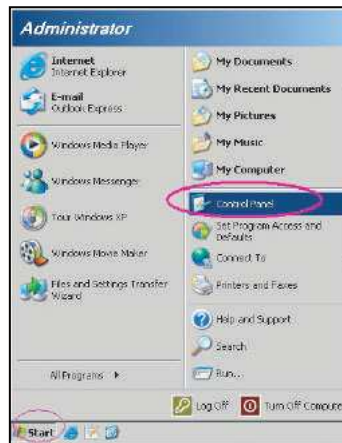 Administrator
Internet
Internet Explorer
E-mail
Outlook Express
Windows Media Player
Windows Messenger
Tour Windows XP
Windows Movie Maker
Files and Settings Transfer
Wizard
All Programs
My Documents
My Recent Documents
My Pictures
My Music
My Computer
Control Panel
Set Program Access and
Defaults
Connect To
Printers and Faxes
Help and Support
Search
Run...
Log Off
Turn Off Compute
Start